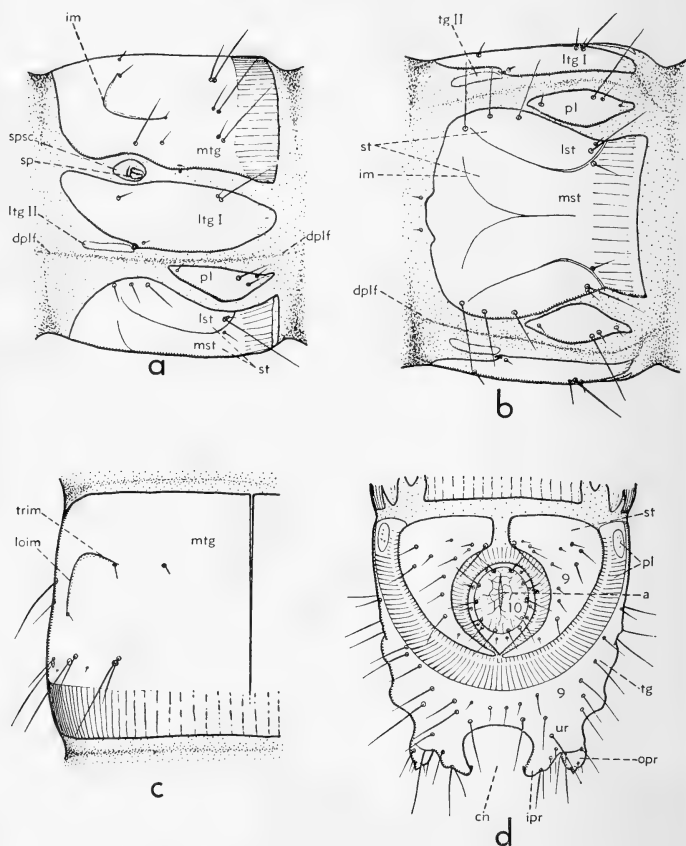 im
spsc
sp
mtg
ltg I
ltg II
dplf
dplf
pl
lst
mst
st
a
tg II
ltg I
pl
st
lst
im
mst
dplf
b
trim
loim
mtg
c
st
pl
9
a
10
tg
9
ur
opr
cn
ipr
d